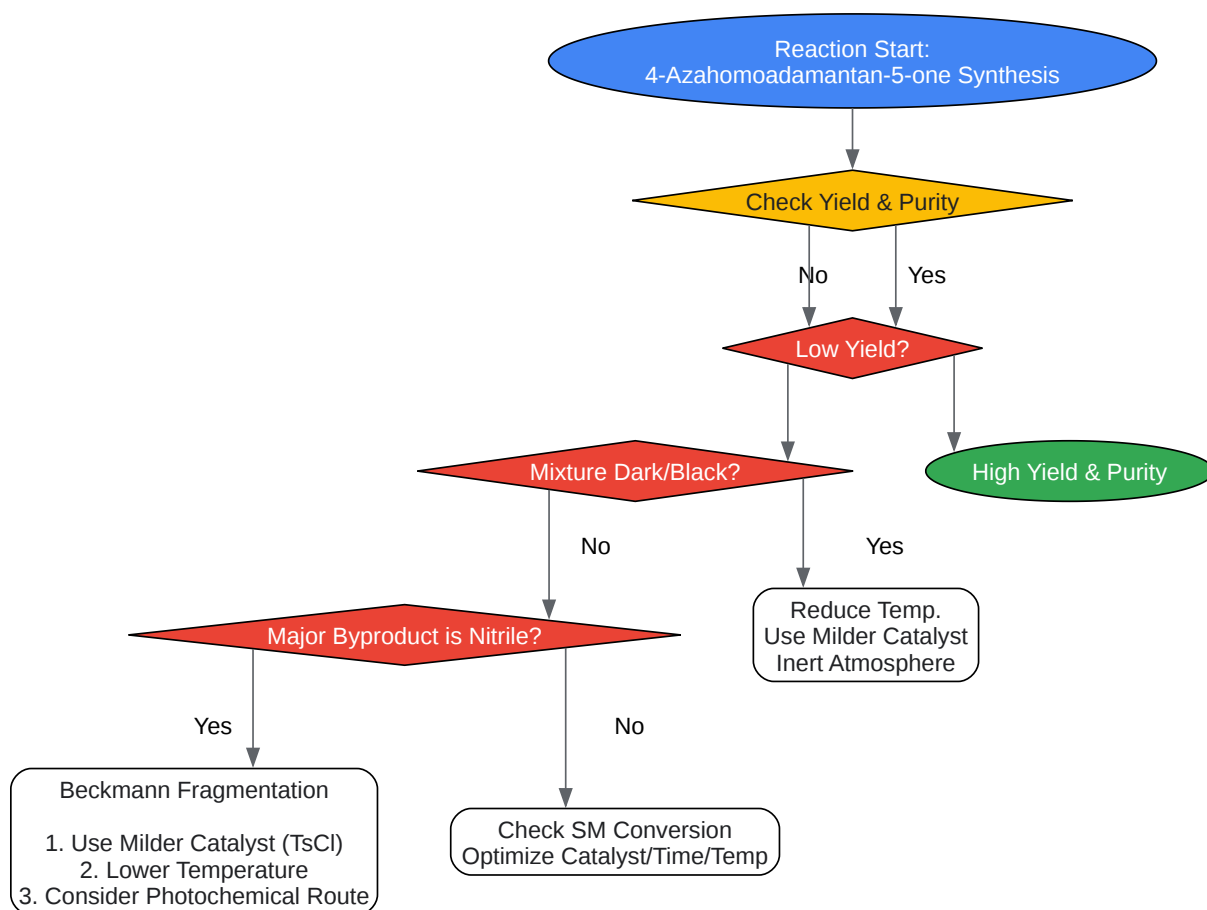 Reaction Start:
4-Azahomoadamantan-5-one Synthesis
Check Yield & Purity
No
Yes
Low Yield?
Mixture Dark/Black?
High Yield & Purity
No
Yes
Reduce Temp.
Use Milder Catalyst
Inert Atmosphere
Major Byproduct is Nitrile?
Yes
No
Beckmann Fragmentation
1. Use Milder Catalyst (TsCl)
2. Lower Temperature
3. Consider Photochemical Route
Check SM Conversion
Optimize Catalyst/Time/Temp